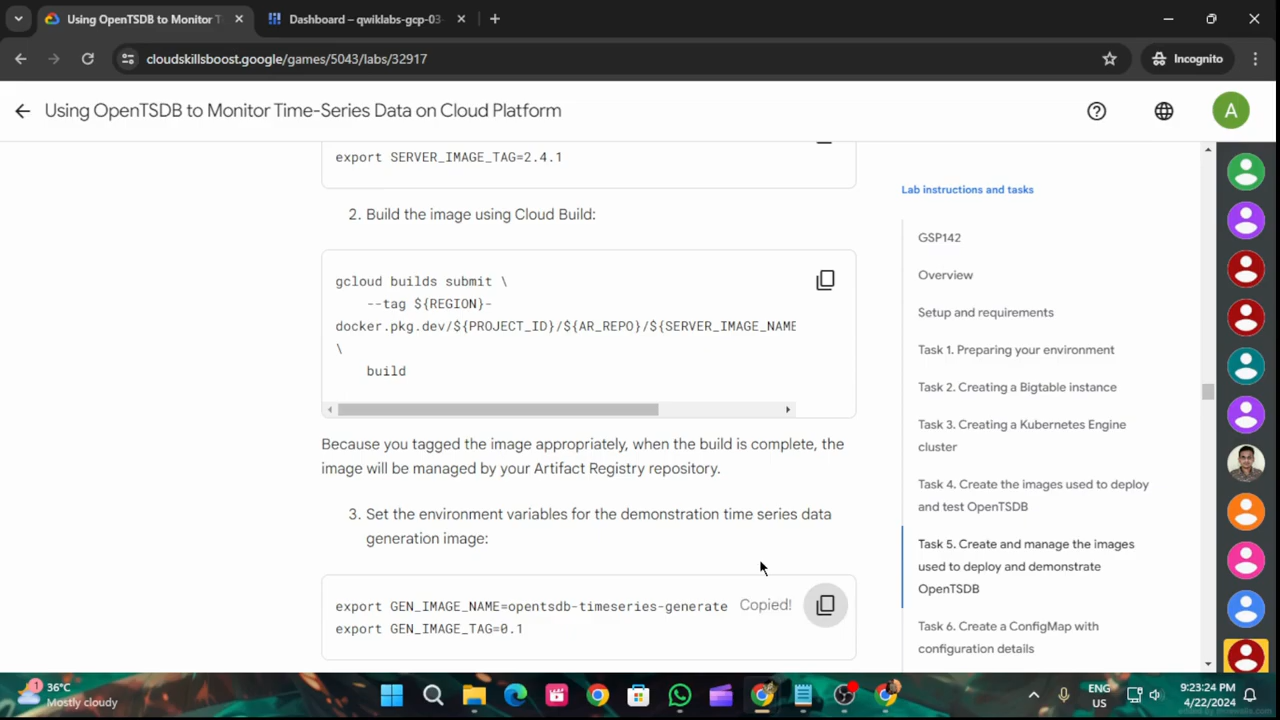 Using OpenTSDB to Monitor T
Dashboard – qwiklabs-gcp-03-
cloudskillsboost.google/games/5043/labs/32917
Incognito
Using OpenTSDB to Monitor Time-Series Data on Cloud Platform
A
export SERVER_IMAGE_TAG=2.4.1
2. Build the image using Cloud Build:
gcloud builds submit \
--tag ${REGION}-
docker.pkg.dev/${PROJECT_ID}/${AR_REPO}/${SERVER_IMAGE_NAME
\
build
Because you tagged the image appropriately, when the build is complete, the
image will be managed by your Artifact Registry repository.
3. Set the environment variables for the demonstration time series data
generation image:
export GEN_IMAGE_NAME=opentsdb-timeseries-generate
Copied!
export GEN_IMAGE_TAG=0.1
Lab instructions and tasks
GSP142
Overview
Setup and requirements
Task 1. Preparing your environment
Task 2. Creating a Bigtable instance
Task 3. Creating a Kubernetes Engine
cluster
Task 4. Create the images used to deploy
and test OpenTSDB
Task 5. Create and manage the images
used to deploy and demonstrate
OpenTSDB
Task 6. Create a ConfigMap with
configuration details
1
36°C
Mostly cloudy
ENG
US
9:23:24 PM
4/22/2024